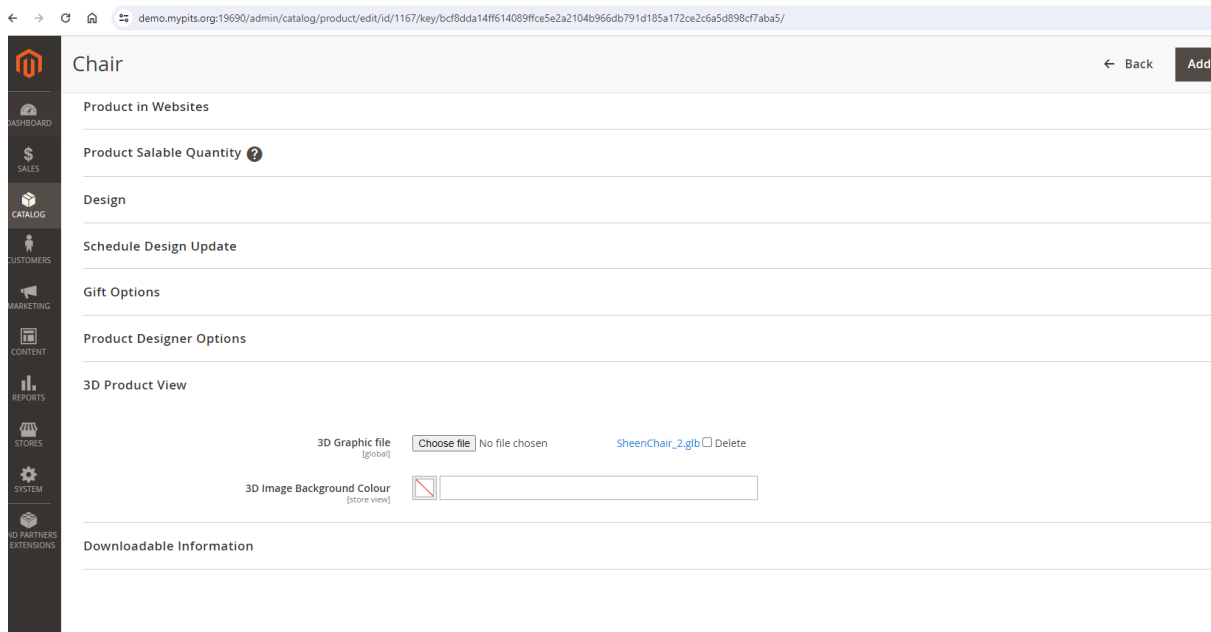 demo.mypits.org:19690/admin/catalog/product/edit/id/1167/key/bcf8dda14ff614089ffce5e2a2104b966db791d185a172ce2c6a5d898cf7aba5/
Chair
← Back
Add
DASHBOARD
SALES
CATALOG
CUSTOMERS
MARKETING
CONTENT
REPORTS
STORES
SYSTEM
ND PARTNERS
EXTENSIONS
Product in Websites
Product Salable Quantity ?
Design
Schedule Design Update
Gift Options
Product Designer Options
3D Product View
3D Graphic file Choose file No file chosen SheenChair_2.glb Delete
[global]
3D Image Background Colour
[store view]
Downloadable Information